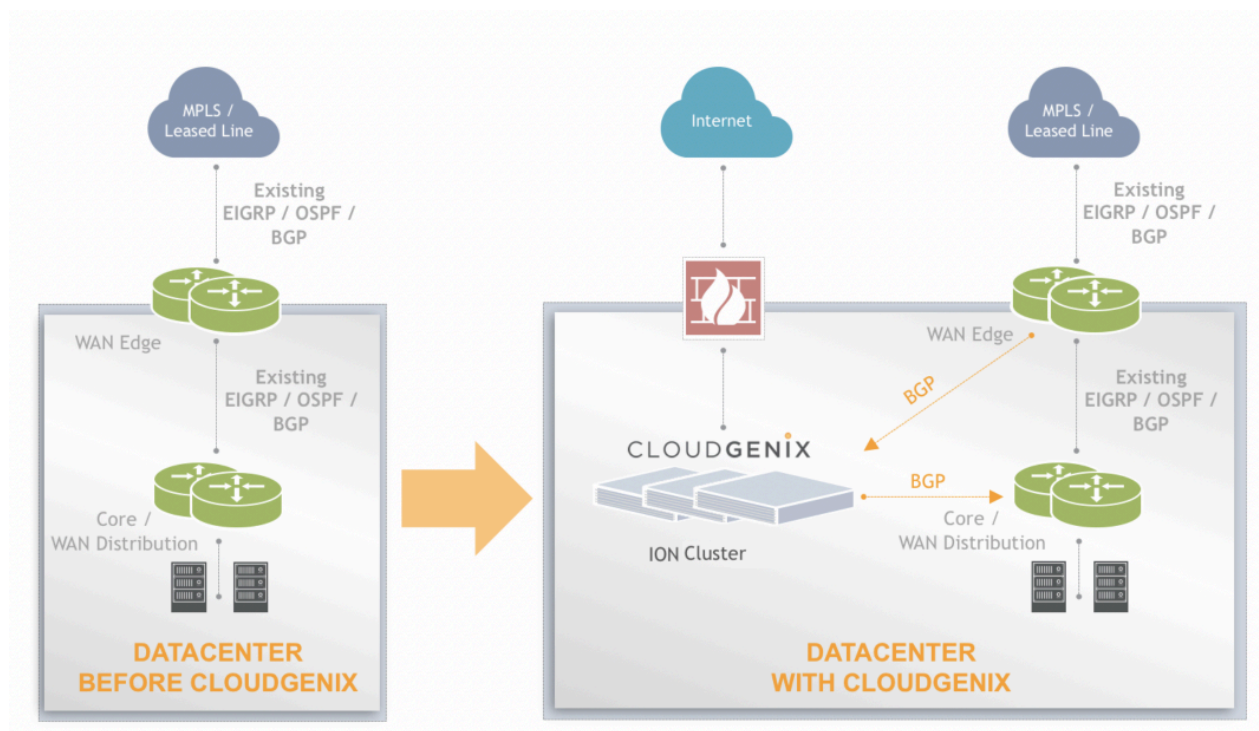 MPLS /
Leased Line
Existing
EIGRP / OSPF /
BGP
WAN Edge
Existing
EIGRP / OSPF /
BGP
Core /
WAN Distribution
DATACENTER
BEFORE CLOUDGENIX
Internet
MPLS /
Leased Line
Existing
EIGRP / OSPF /
BGP
WAN Edge
BGP
Existing
EIGRP / OSPF /
BGP
CLOUDGENIX
BGP
ION Cluster
Core /
WAN Distribution
DATACENTER
WITH CLOUDGENIX